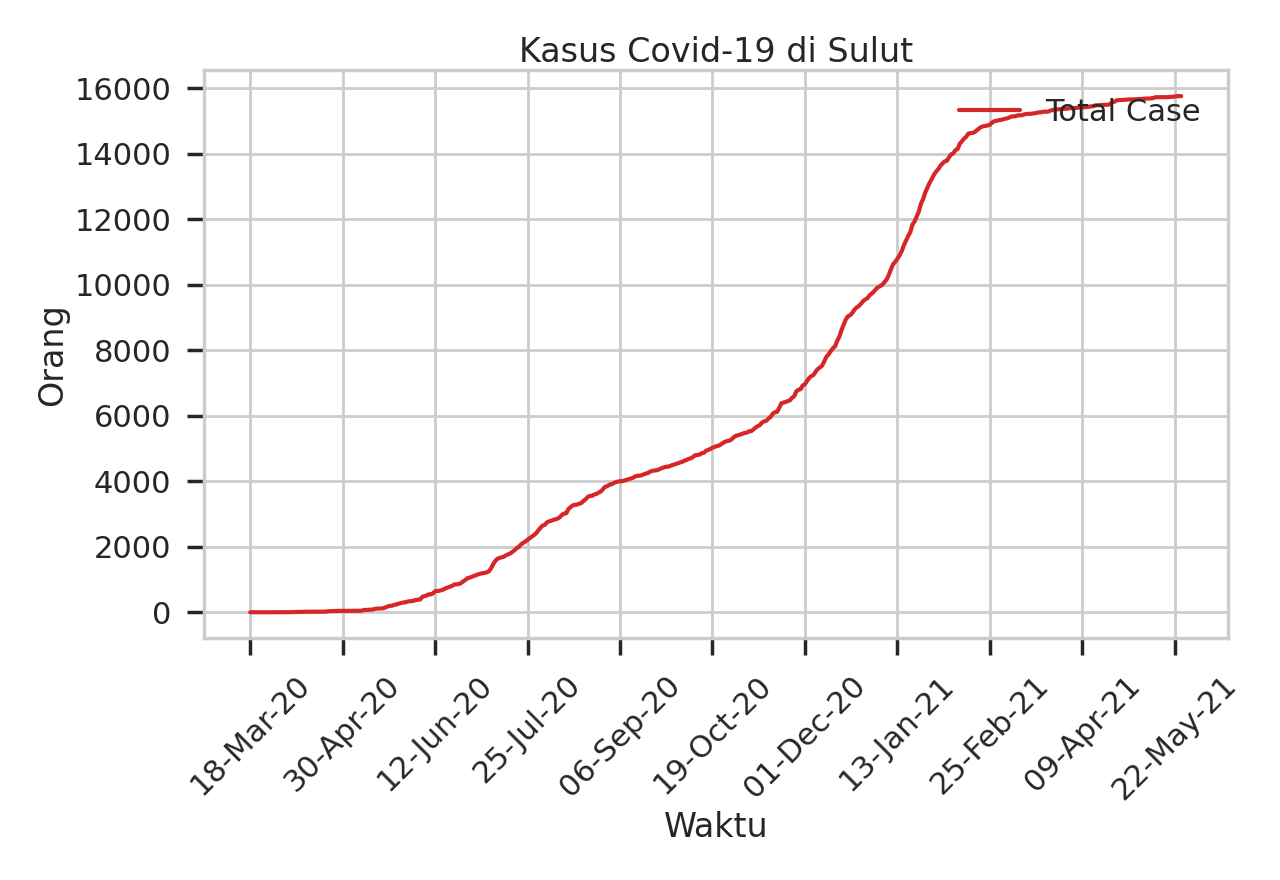 Kasus Covid-19 di Sulut
16000
14000
12000
10000
8000
6000
4000
2000
0
Orang
Total Case
18-Mar-20
30-Apr-20
12-Jun-20
25-Jul-20
06-Sep-20
19-Oct-20
01-Dec-20
13-Jan-21
25-Feb-21
09-Apr-21
22-May-21
Waktu